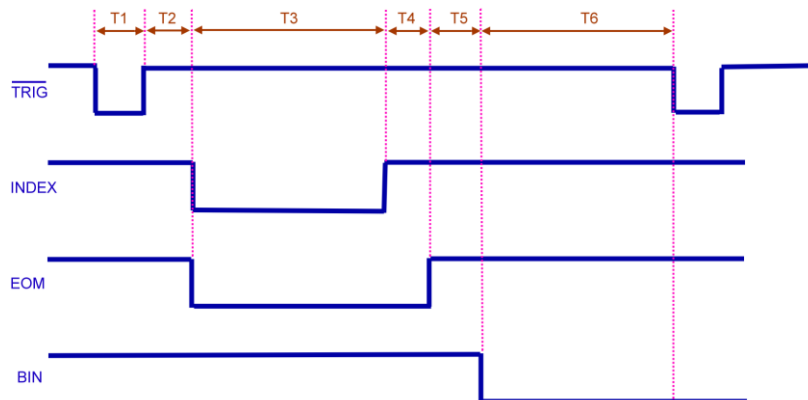 T1 T2 T3 T4 T5 T6
TRIG
INDEX
EOM
BIN